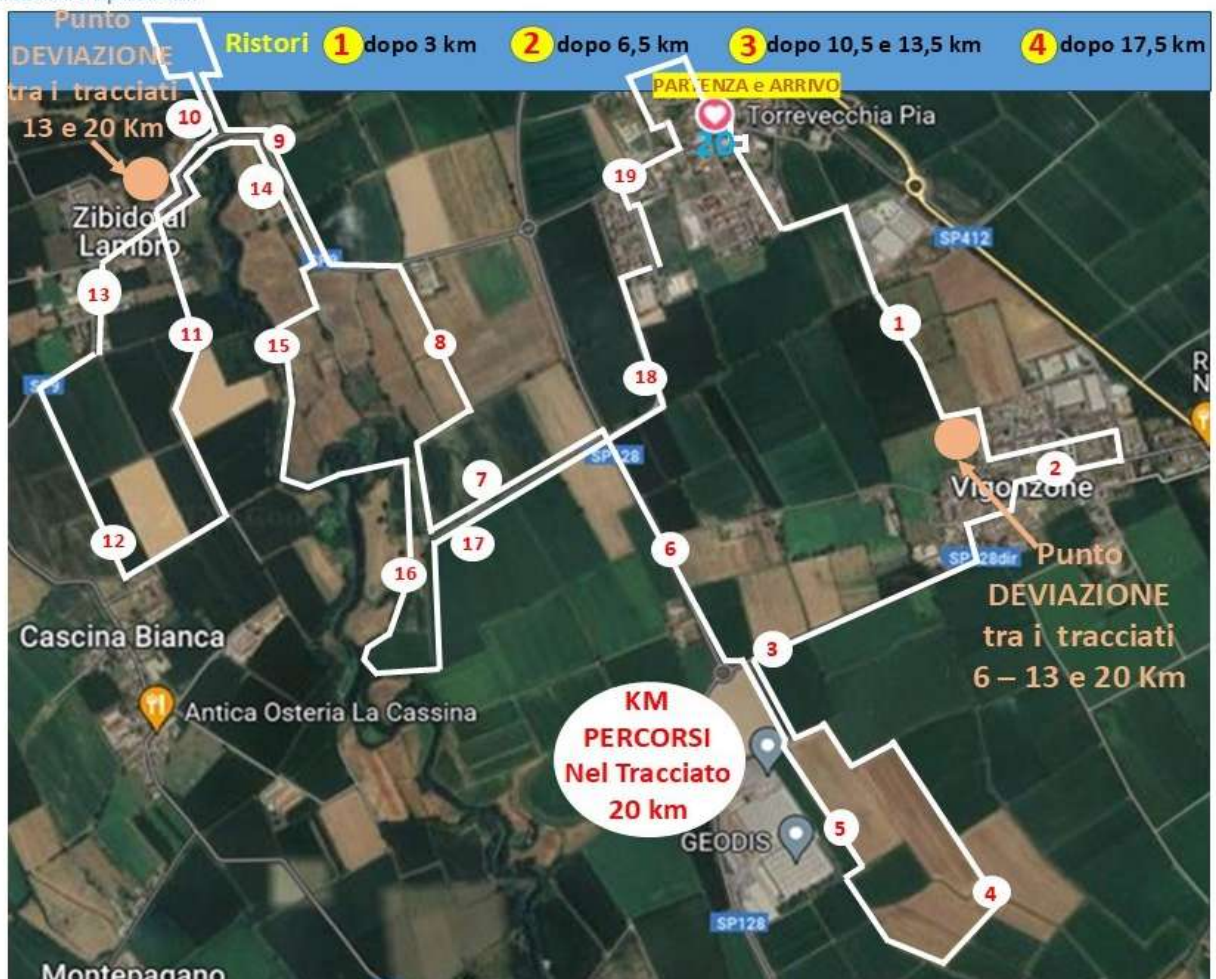 Punto
DEVIAZIONE
tra i tracciati
13 e 20 Km
Ristori 1 dopo 3 km 2 dopo 6,5 km 3 dopo 10,5 e 13,5 km 4 dopo 17,5 km
PARTENZA e ARRIVO
Torrevecchia Pia
20
10
9
14
19
Zibido al
Lambro
SP412
13
11
15
8
1
SP9
18
R
N
SP128
7
2
Vigonzone
12
17
6
16
SP128dir
Punto
DEVIAZIONE
tra i tracciati
6 – 13 e 20 Km
Cascina Bianca
3
Antica Osteria La Cassina
KM
PERCORSI
Nel Tracciato
20 km
5
GEODIS
4
SP128
Montepagano